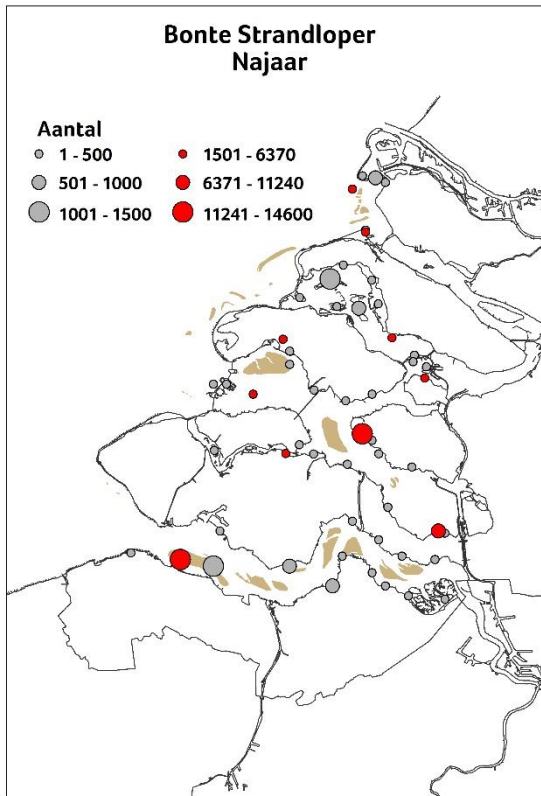 Bonte Strandloper
Najaar
Aantal
1 - 500
1501 - 6370
501 - 1000
6371 - 11240
1001 - 1500
11241 - 14600